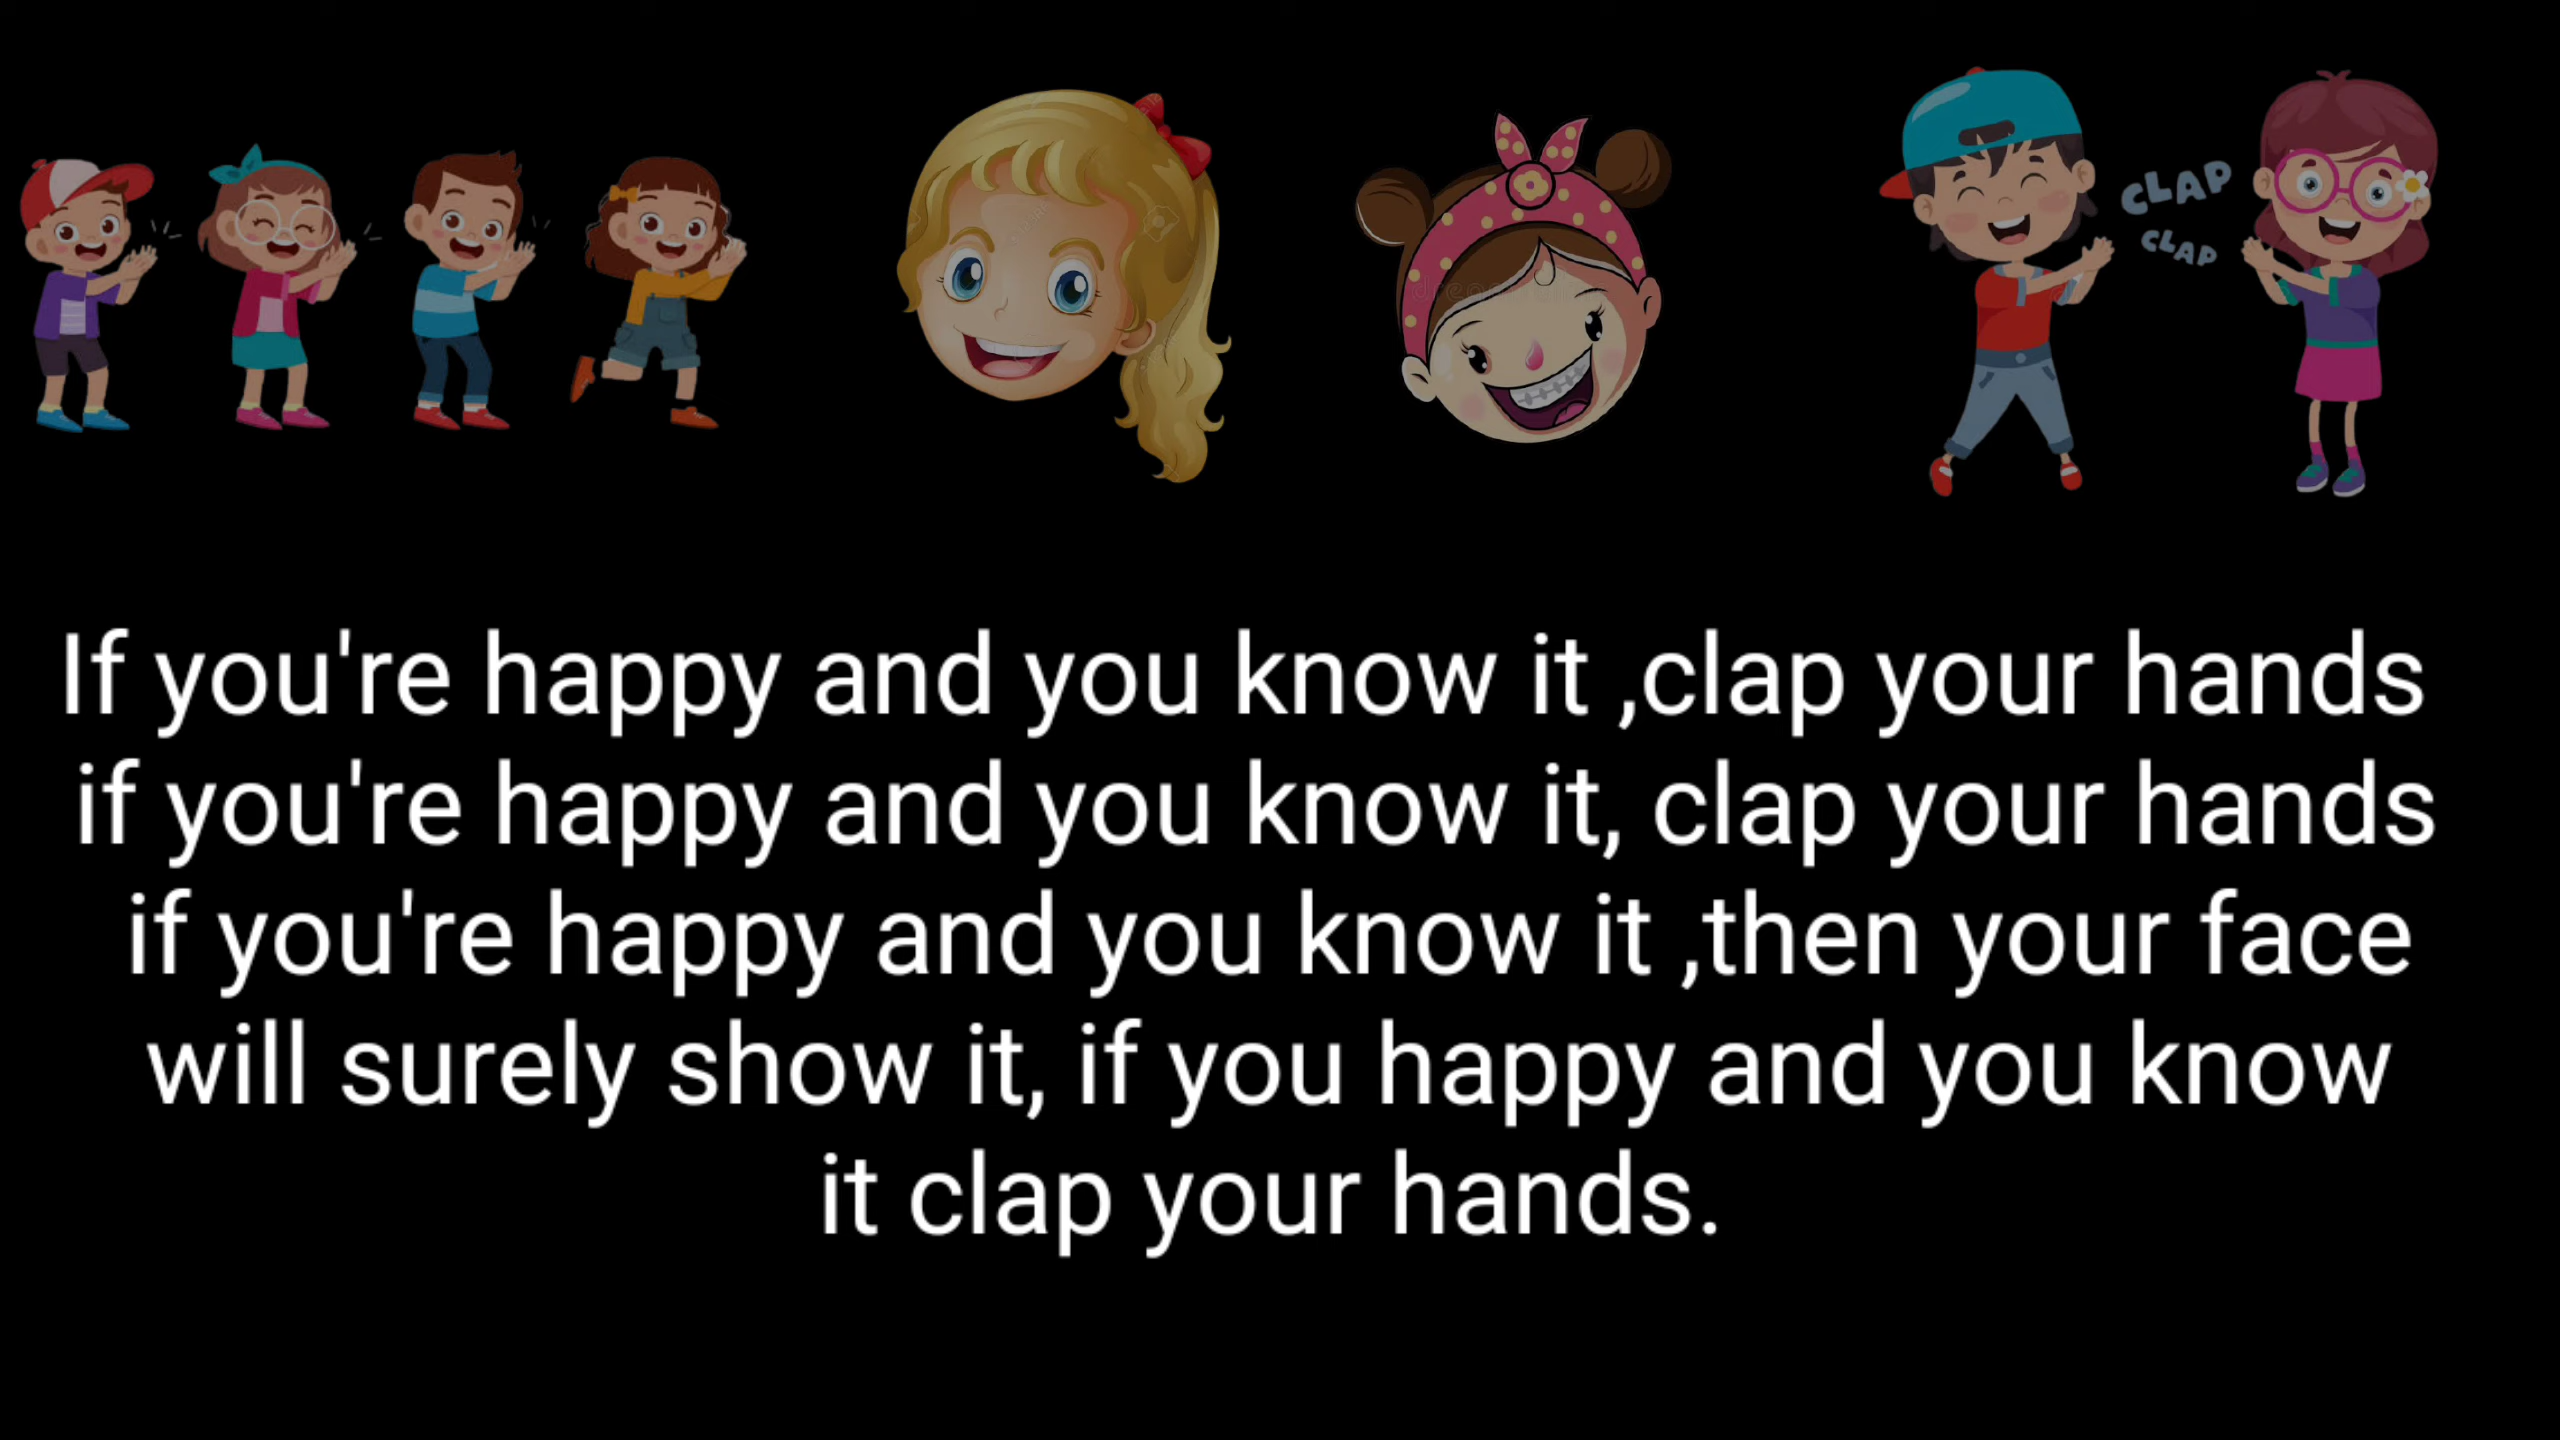 CLAP
CLAP
If you're happy and you know it ,clap your hands
if you're happy and you know it, clap your hands
if you're happy and you know it ,then your face
will surely show it, if you happy and you know
it clap your hands.